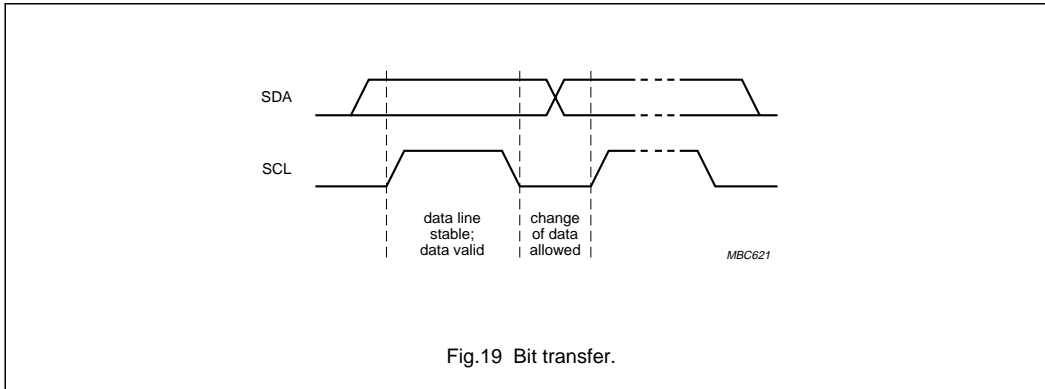 SDA
SCL
data line
stable;
data valid
change
of data
allowed
MBC621
Fig.19 Bit transfer.